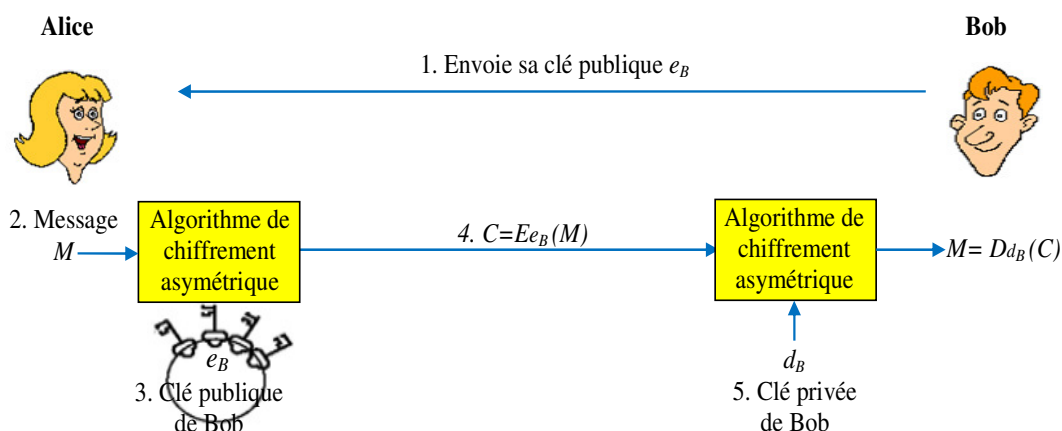 Alice
Bob
1. Envoie sa clé publique e_B
2. Message
M
Algorithme de
chiffrement
asymétrique
4. C=Ee_B(M)
Algorithme de
chiffrement
asymétrique
M= Dd_B(C)
e_B
3. Clé publique
de Bob
d_B
5. Clé privée
de Bob